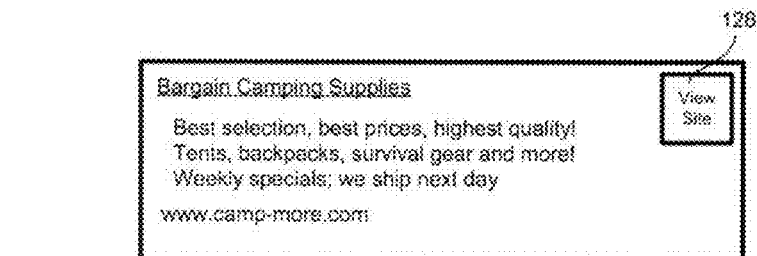 128
Bargain Camping Supplies
View
Site
Best selection, best prices, highest quality!
Tents, backpacks, survival gear and more!
Weekly specials; we ship next day
www.camp-more.com